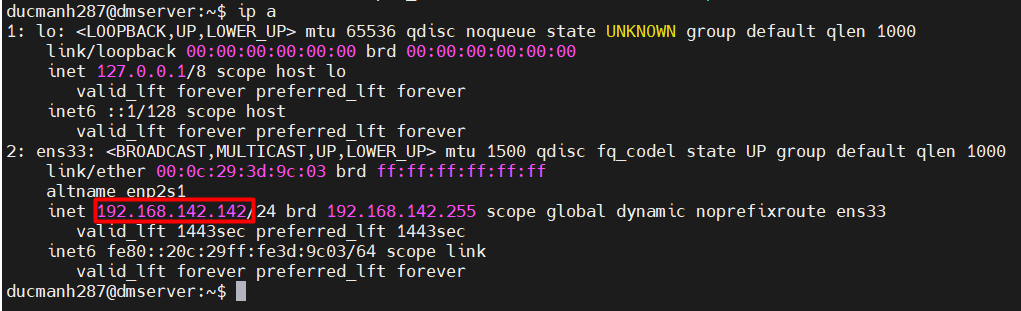 ducmanh287@dmserver:~$ ip a
1: lo: <LOOPBACK,UP,LOWER_UP> mtu 65536 qdisc noqueue state UNKNOWN group default qlen 1000
link/loopback 00:00:00:00:00:00 brd 00:00:00:00:00:00
inet 127.0.0.1/8 scope host lo
valid_lft forever preferred_lft forever
inet6 ::1/128 scope host
valid_lft forever preferred_lft forever
2: ens33: <BROADCAST,MULTICAST,UP,LOWER_UP> mtu 1500 qdisc fq_codel state UP group default qlen 1000
link/ether 00:0c:29:3d:9c:03 brd ff:ff:ff:ff:ff:ff
altname enp2s1
inet 192.168.142.142/24 brd 192.168.142.255 scope global dynamic noprefixroute ens33
valid_lft 1443sec preferred_lft 1443sec
inet6 fe80::20c:29ff:fe3d:9c03/64 scope link
valid_lft forever preferred_lft forever
ducmanh287@dmserver:~$